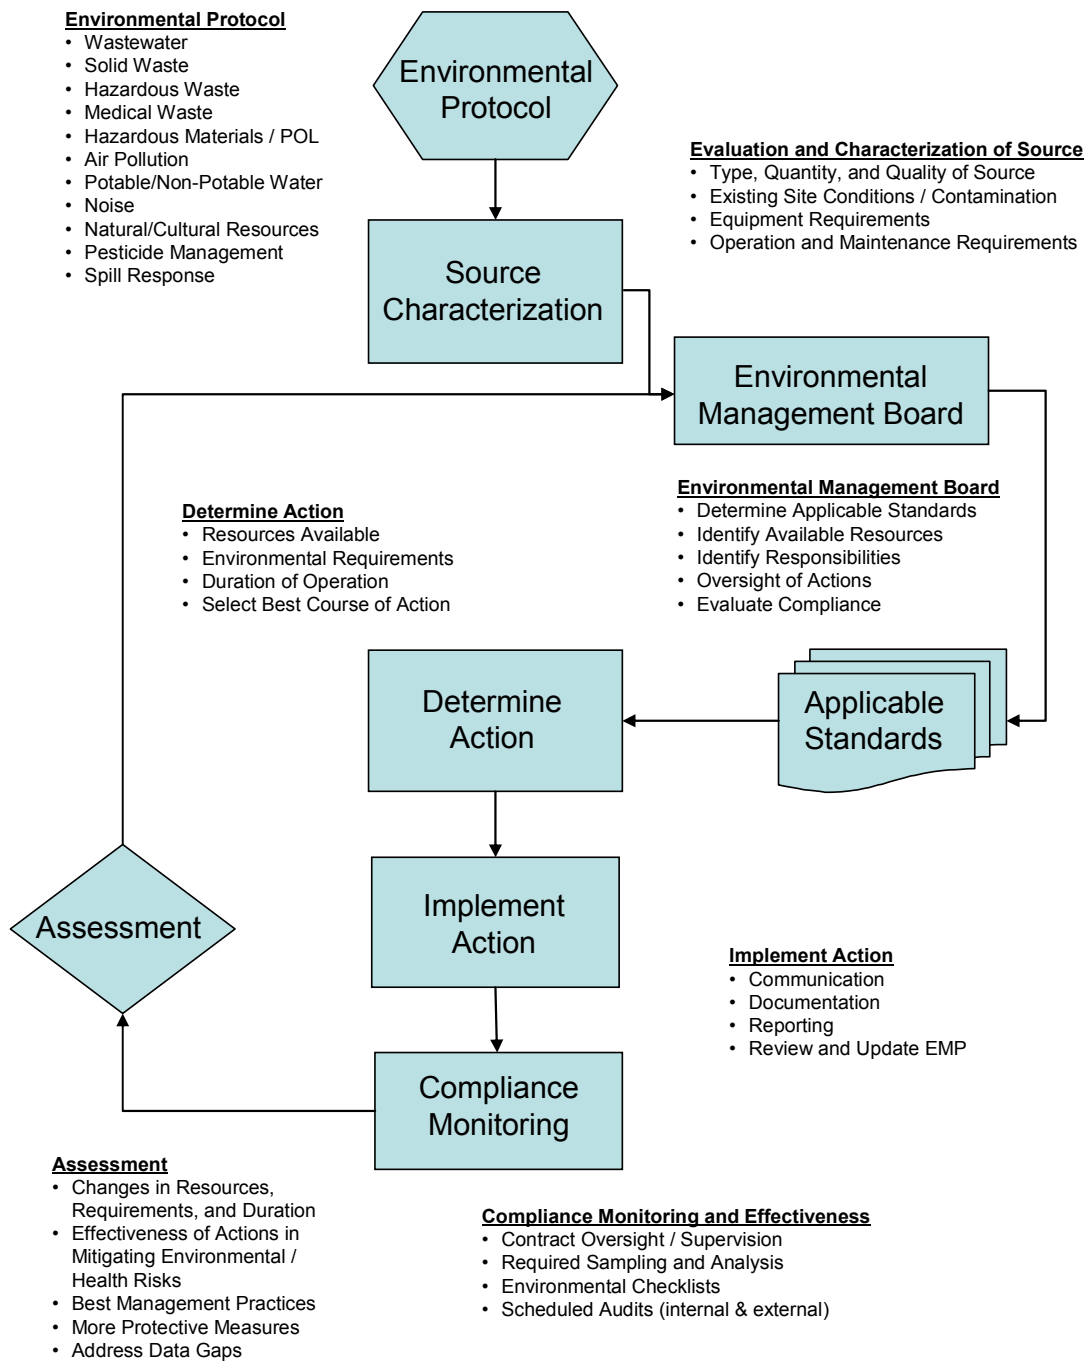 Environmental Protocol
• Wastewater
• Solid Waste
• Hazardous Waste
• Medical Waste
• Hazardous Materials / POL
• Air Pollution
• Potable/Non-Potable Water
• Noise
• Natural/Cultural Resources
• Pesticide Management
• Spill Response
Environmental
Protocol
Evaluation and Characterization of Source
• Type, Quantity, and Quality of Source
• Existing Site Conditions / Contamination
• Equipment Requirements
• Operation and Maintenance Requirements
Source
Characterization
Environmental
Management Board
Determine Action
• Resources Available
• Environmental Requirements
• Duration of Operation
• Select Best Course of Action
Environmental Management Board
• Determine Applicable Standards
• Identify Available Resources
• Identify Responsibilities
• Oversight of Actions
• Evaluate Compliance
Determine
Action
Applicable
Standards
Assessment
Implement
Action
Implement Action
• Communication
• Documentation
• Reporting
• Review and Update EMP
Compliance
Monitoring
Assessment
• Changes in Resources,
Requirements, and Duration
• Effectiveness of Actions in
Mitigating Environmental /
Health Risks
• Best Management Practices
• More Protective Measures
• Address Data Gaps
Compliance Monitoring and Effectiveness
• Contract Oversight / Supervision
• Required Sampling and Analysis
• Environmental Checklists
• Scheduled Audits (internal & external)